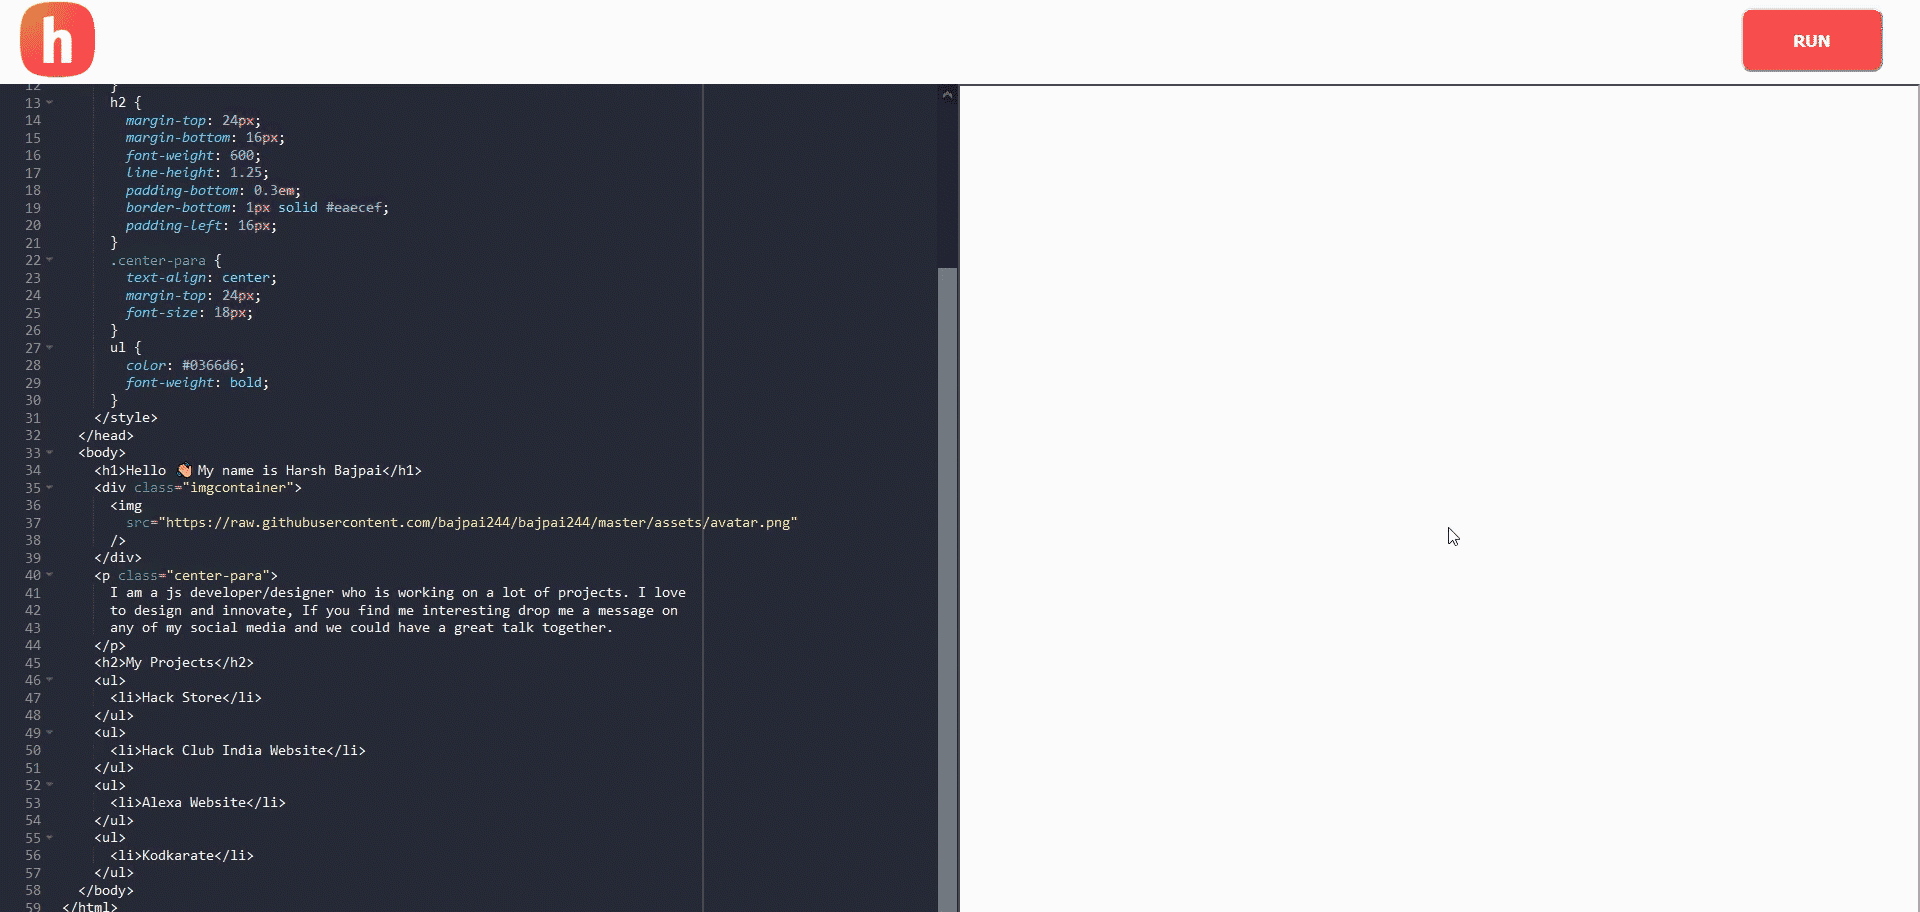 h
RUN
12 }
13 h2 {
14 margin-top: 24px;
15 margin-bottom: 16px;
16 font-weight: 600;
17 line-height: 1.25;
18 padding-bottom: 0.3em;
19 border-bottom: 1px solid #eaecef;
20 padding-left: 16px;
21 }
22 .center-para {
23 text-align: center;
24 margin-top: 24px;
25 font-size: 18px;
26 }
27 ul {
28 color: #0366d6;
29 font-weight: bold;
30 }
31 </style>
32 </head>
33 <body>
34 <h1>Hello 👋 My name is Harsh Bajpai</h1>
35 <div class="imgcontainer">
36 <img
37 src="https://raw.githubusercontent.com/bajpai244/bajpai244/master/assets/avatar.png"
38 />
39 </div>
40 <p class="center-para">
41 I am a js developer/designer who is working on a lot of projects. I love
42 to design and innovate, If you find me interesting drop me a message on
43 any of my social media and we could have a great talk together.
44 </p>
45 <h2>My Projects</h2>
46 <ul>
47 <li>Hack Store</li>
48 </ul>
49 <ul>
50 <li>Hack Club India Website</li>
51 </ul>
52 <ul>
53 <li>Alexa Website</li>
54 </ul>
55 <ul>
56 <li>Kodkarate</li>
57 </ul>
58 </body>
59 </html>